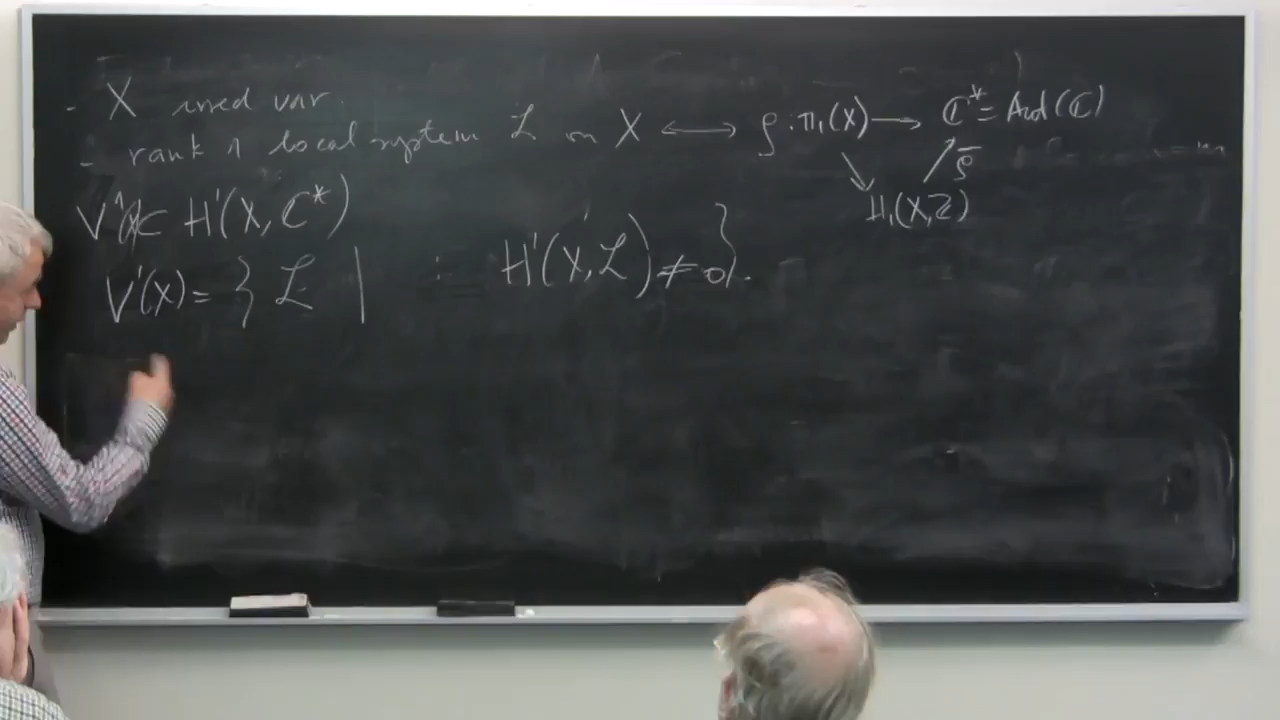 - X irred var.
- rank 1 local system ℒ on X ⟷ ρ: π₁(X) ⟶ ℂ* = Aut(ℂ)
↘ ↗ ρ̄
H₁(X,ℤ)
V¹(X) ⊂ H¹(X, ℂ*)
V¹(X) = { ℒ | H¹(X,ℒ) ≠ 0}.